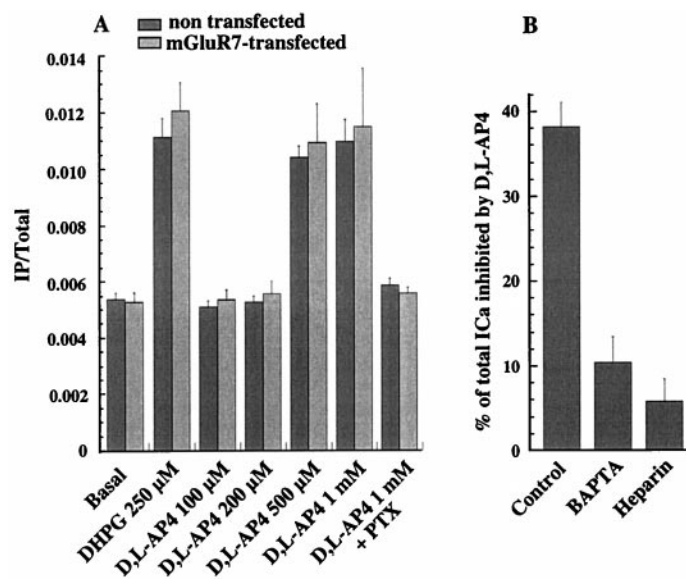 A
non transfected
mGluR7-transfected
B
0.014
0.012
0.010
0.008
0.006
0.004
0.002
0
IP/Total
Basal
DHPG 250 μM
D,L-AP4 100 μM
D,L-AP4 200 μM
D,L-AP4 500 μM
D,L-AP4 1 mM
D,L-AP4 1 mM
+ PTX
% of total ICa inhibited by D,L-AP4
40
30
20
10
0
Control
BAPTA
Heparin